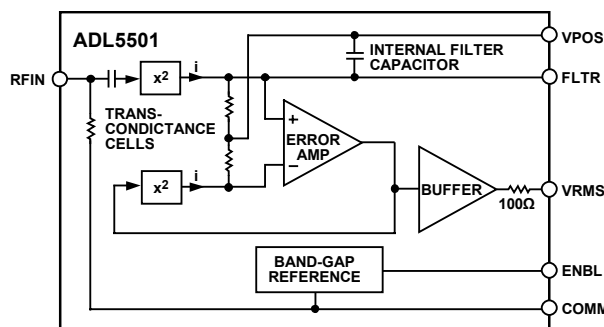 ADL5501
RFIN
x2
i
INTERNAL FILTER
CAPACITOR
VPOS
FLTR
TRANS-
CONDICTANCE
CELLS
+
ERROR
AMP
−
x2
i
BUFFER
100Ω
VRMS
BAND-GAP
REFERENCE
ENBL
COMM